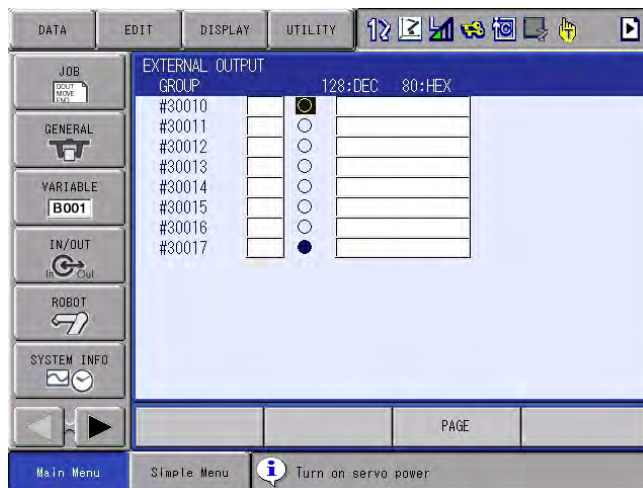 DATA EDIT DISPLAY UTILITY
JOB
DOUT
MOVE
END
GENERAL
VARIABLE
B001
IN/OUT
In Out
ROBOT
SYSTEM INFO
EXTERNAL OUTPUT
GROUP 128:DEC 80:HEX
#30010
#30011
#30012
#30013
#30014
#30015
#30016
#30017
PAGE
Main Menu Simple Menu Turn on servo power